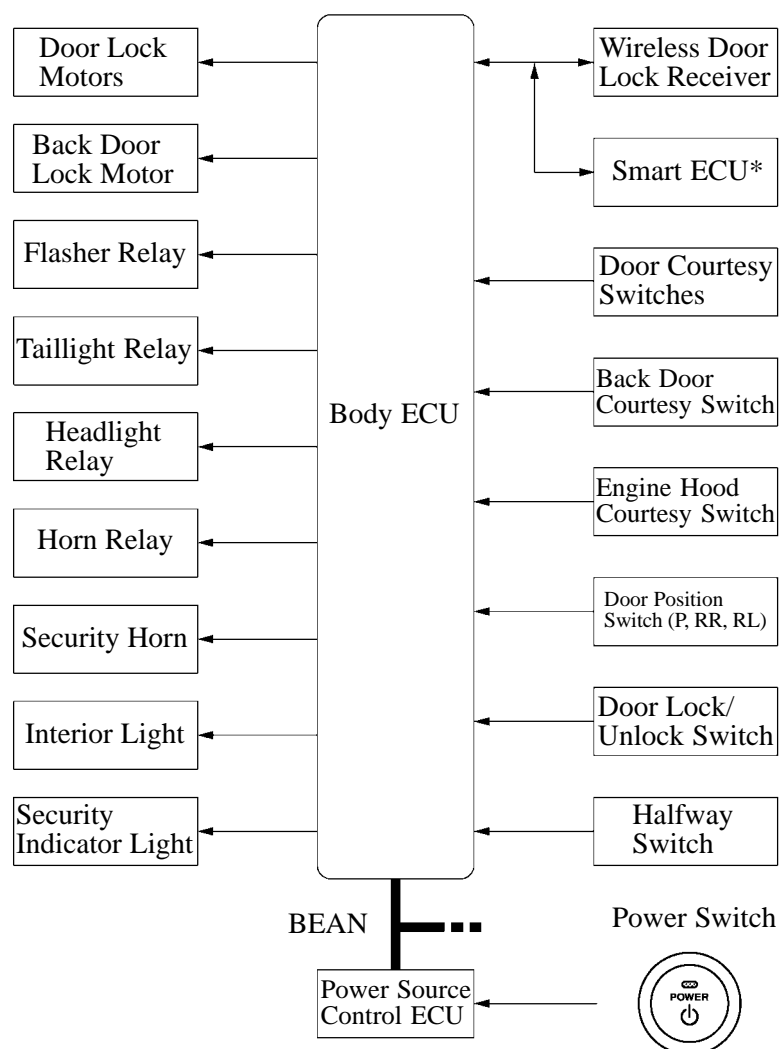 Door Lock
Motors
Back Door
Lock Motor
Flasher Relay
Taillight Relay
Headlight
Relay
Horn Relay
Security Horn
Interior Light
Security
Indicator Light
Body ECU
Wireless Door
Lock Receiver
Smart ECU*
Door Courtesy
Switches
Back Door
Courtesy Switch
Engine Hood
Courtesy Switch
Door Position
Switch (P, RR, RL)
Door Lock/
Unlock Switch
Halfway
Switch
BEAN
Power Switch
Power Source
Control ECU
POWER